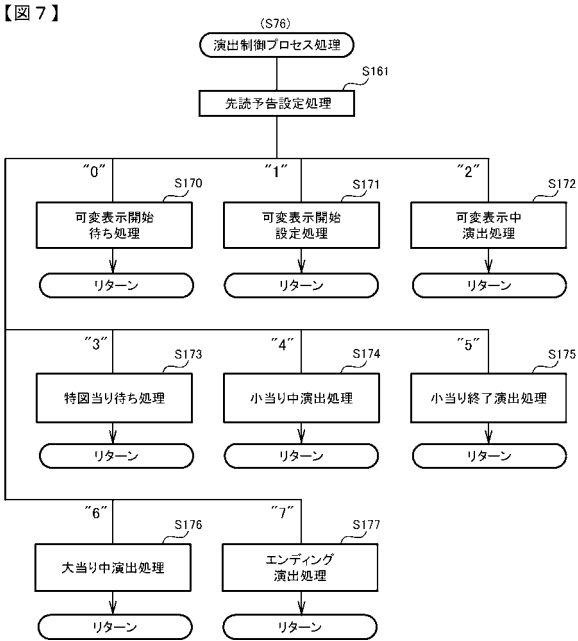 【図７】
(S76)
演出制御プロセス処理
S161
先読予告設定処理
"0"
"1"
"2"
S170
S171
S172
可変表示開始
待ち処理
可変表示開始
設定処理
可変表示中
演出処理
リターン
リターン
リターン
"3"
"4"
"5"
S173
S174
S175
特図当り待ち処理
小当り中演出処理
小当り終了演出処理
リターン
リターン
リターン
"6"
"7"
S176
S177
大当り中演出処理
エンディング
演出処理
リターン
リターン